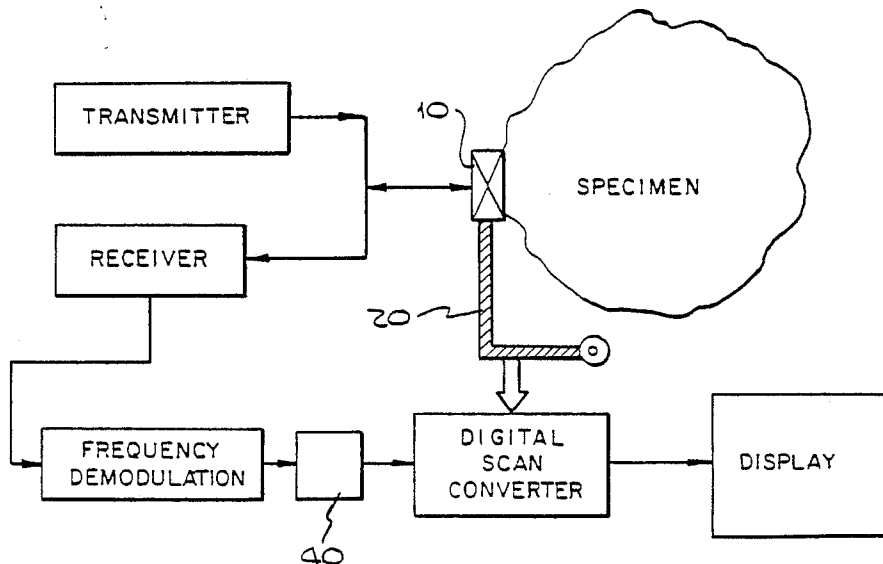 TRANSMITTER
10
SPECIMEN
RECEIVER
20
FREQUENCY
DEMODULATION
DIGITAL
SCAN
CONVERTER
DISPLAY
40